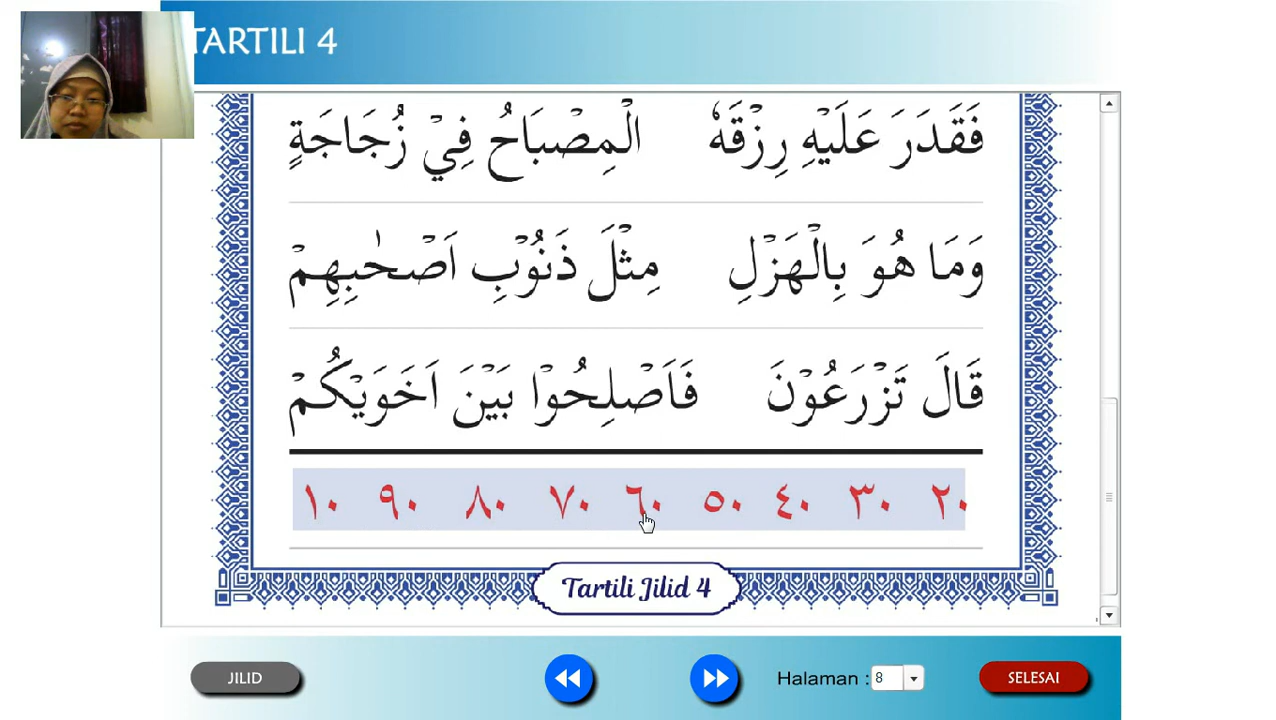 TARTILI 4
فَقَدَرَ عَلَيْهِ رِزْقَهٗ الْمِصْبَاحُ فِيْ زُجَاجَةٍ
وَمَا هُوَ بِالْهَزْلِ مِثْلَ ذَنُوْبِ اَصْحٰبِهِمْ
قَالَ تَزْرَعُوْنَ فَاَصْلِحُوْا بَيْنَ اَخَوَيْكُمْ
٢٠ ٣٠ ٤٠ ٥٠ ٦٠ ٧٠ ٨٠ ٩٠ ١٠
Tartili Jilid 4
JILID Halaman : 8 SELESAI